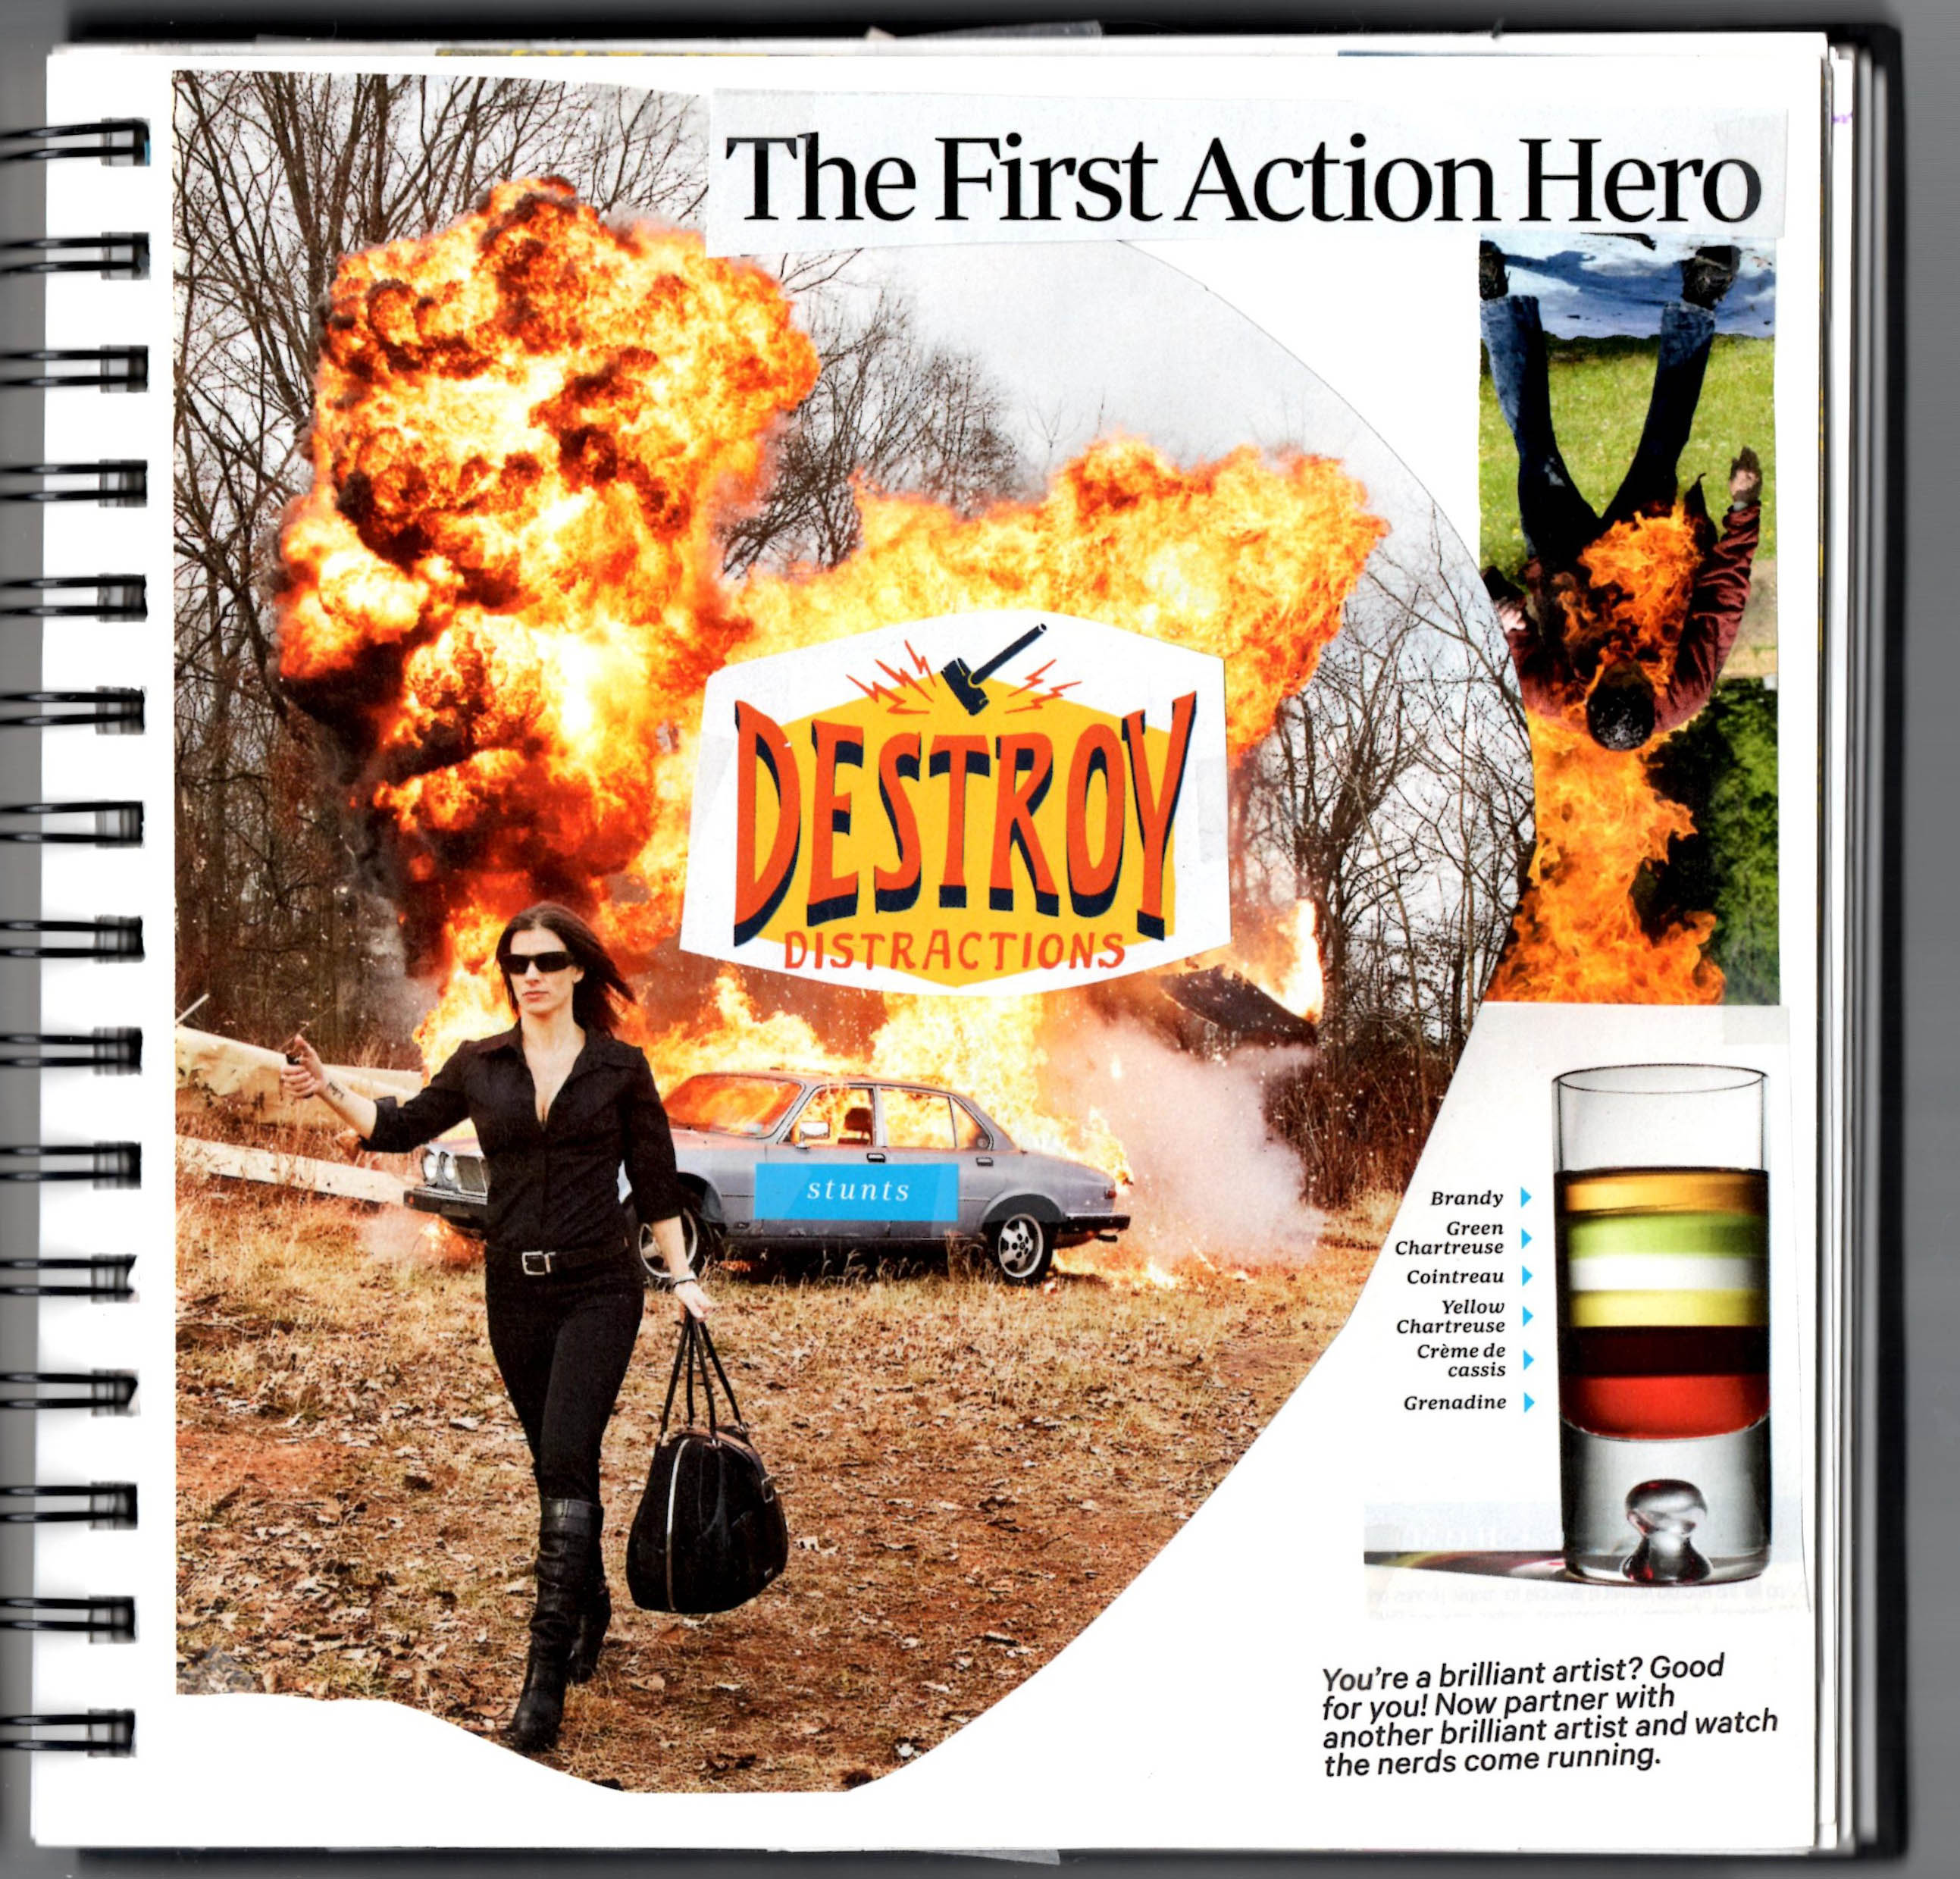 The First Action Hero
DESTROY
DISTRACTIONS
stunts
Brandy
Green
Chartreuse
Cointreau
Yellow
Chartreuse
Crème de
cassis
Grenadine
You're a brilliant artist? Good
for you! Now partner with
another brilliant artist and watch
the nerds come running.